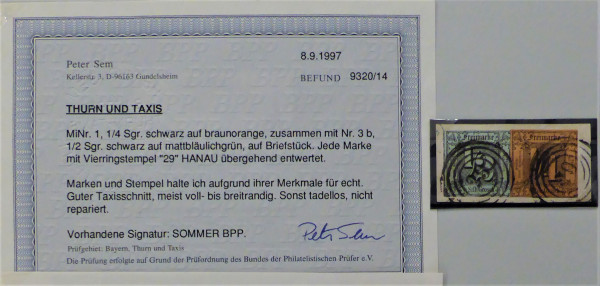 Peter Sem
Kellerstr. 3, D-96163 Gundelsheim
8.9.1997
BEFUND 9320/14
THURN UND TAXIS
MiNr. 1, 1/4 Sgr. schwarz auf braunorange, zusammen mit Nr. 3 b,
1/2 Sgr. schwarz auf mattbläulichgrün, auf Briefstück. Jede Marke
mit Vierringstempel "29" HANAU übergehend entwertet.
Marken und Stempel halte ich aufgrund ihrer Merkmale für echt.
Guter Taxisschnitt, meist voll- bis breitrandig. Sonst tadellos, nicht
repariert.
Vorhandene Signatur: SOMMER BPP.
Peter Sem
Prüfgebiet: Bayern, Thurn und Taxis
Die Prüfung erfolgte auf Grund der Prüfordnung des Bundes der Philatelistischen Prüfer e.V.
Freimarke
Freimarke